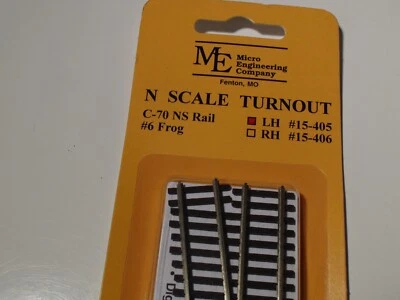 ME
Micro
Engineering
Company
Fenton, MO
N SCALE TURNOUT
C-70 NS Rail
#6 Frog
LH #15-405
RH #15-406